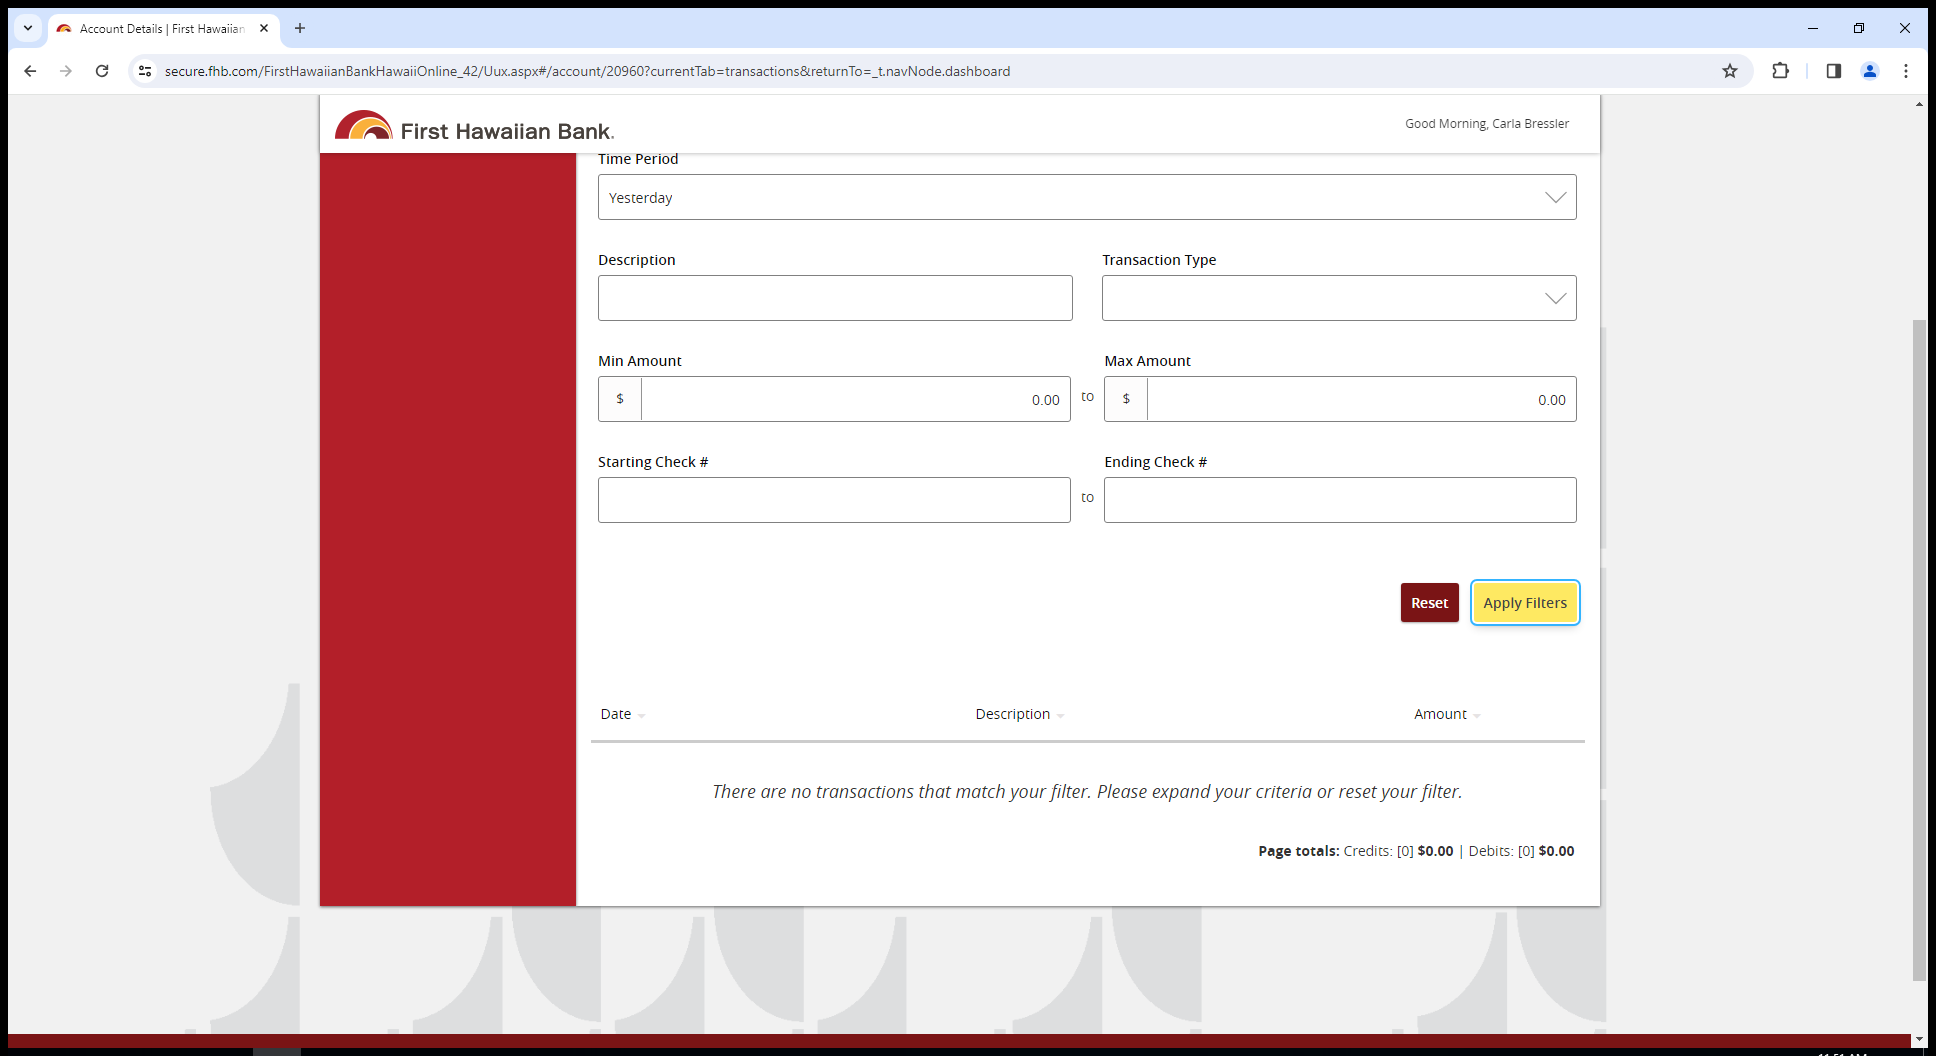 Account Details | First Hawaiian
secure.fhb.com/FirstHawaiianBankHawaiiOnline_42/Uux.aspx#/account/20960?currentTab=transactions&returnTo=_t.navNode.dashboard
First Hawaiian Bank.
Good Morning, Carla Bressler
Time Period
Yesterday
Description Transaction Type
Min Amount Max Amount
$ 0.00 to $ 0.00
Starting Check # Ending Check #
to
Reset Apply Filters
Date Description Amount
There are no transactions that match your filter. Please expand your criteria or reset your filter.
Page totals: Credits: [0] $0.00 | Debits: [0] $0.00